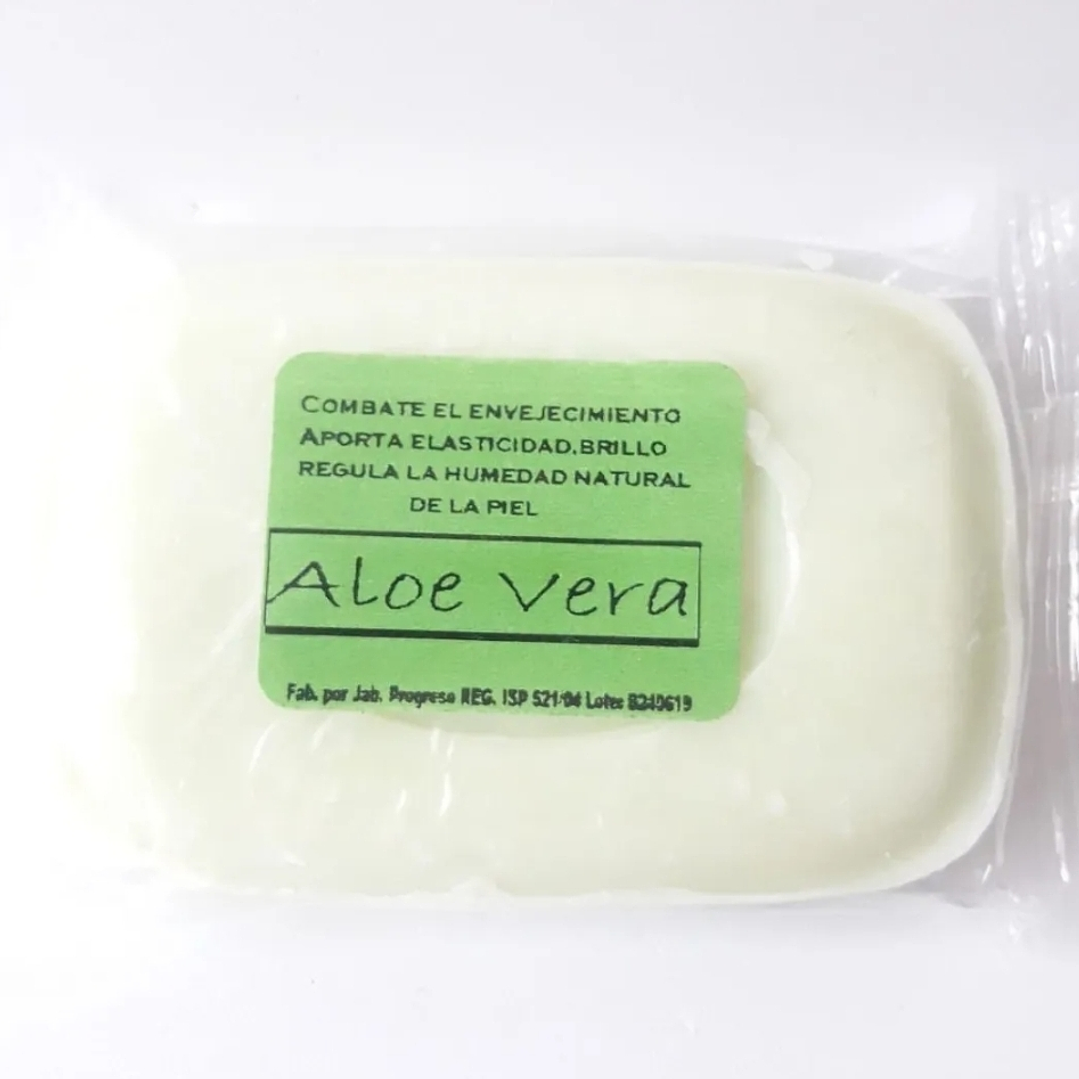 COMBATE EL ENVEJECIMIENTO
APORTA ELASTICIDAD,BRILLO
REGULA LA HUMEDAD NATURAL
DE LA PIEL
Aloe Vera
Fab. por Jab. Progreso REG. ISP 521/04 Lote: